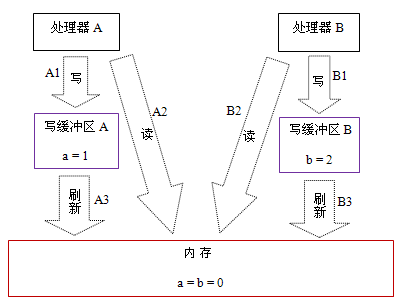 处理器 A
处理器 B
A1
写
A2
读
B2
读
写
B1
写缓冲区 A
a = 1
写缓冲区 B
b = 2
刷新
A3
刷新
B3
内 存
a = b = 0